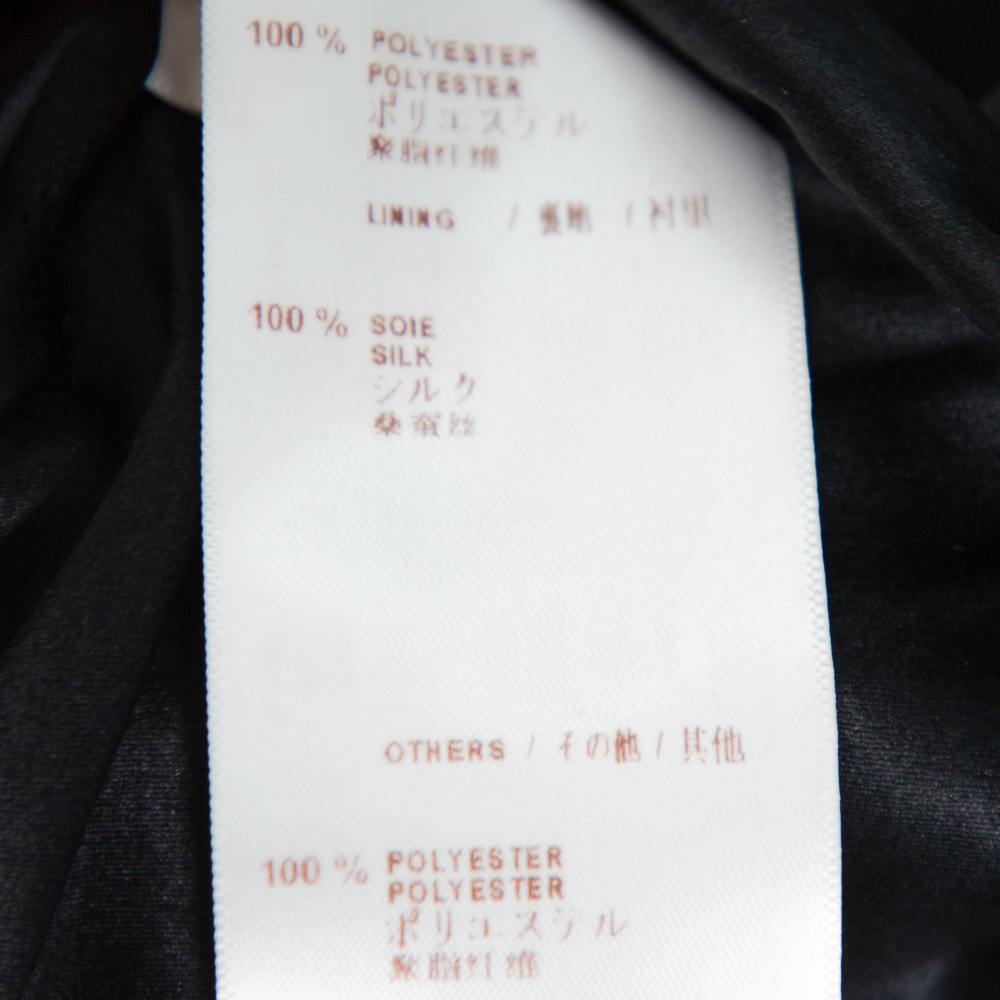 100 % POLYESTER
POLYESTER
ポリエステル
聚脂纤维
LINING / 裏地 / 衬里
100 % SOIE
SILK
シルク
桑蚕丝
OTHERS / その他 / 其他
100 % POLYESTER
POLYESTER
ポリエステル
聚脂纤维